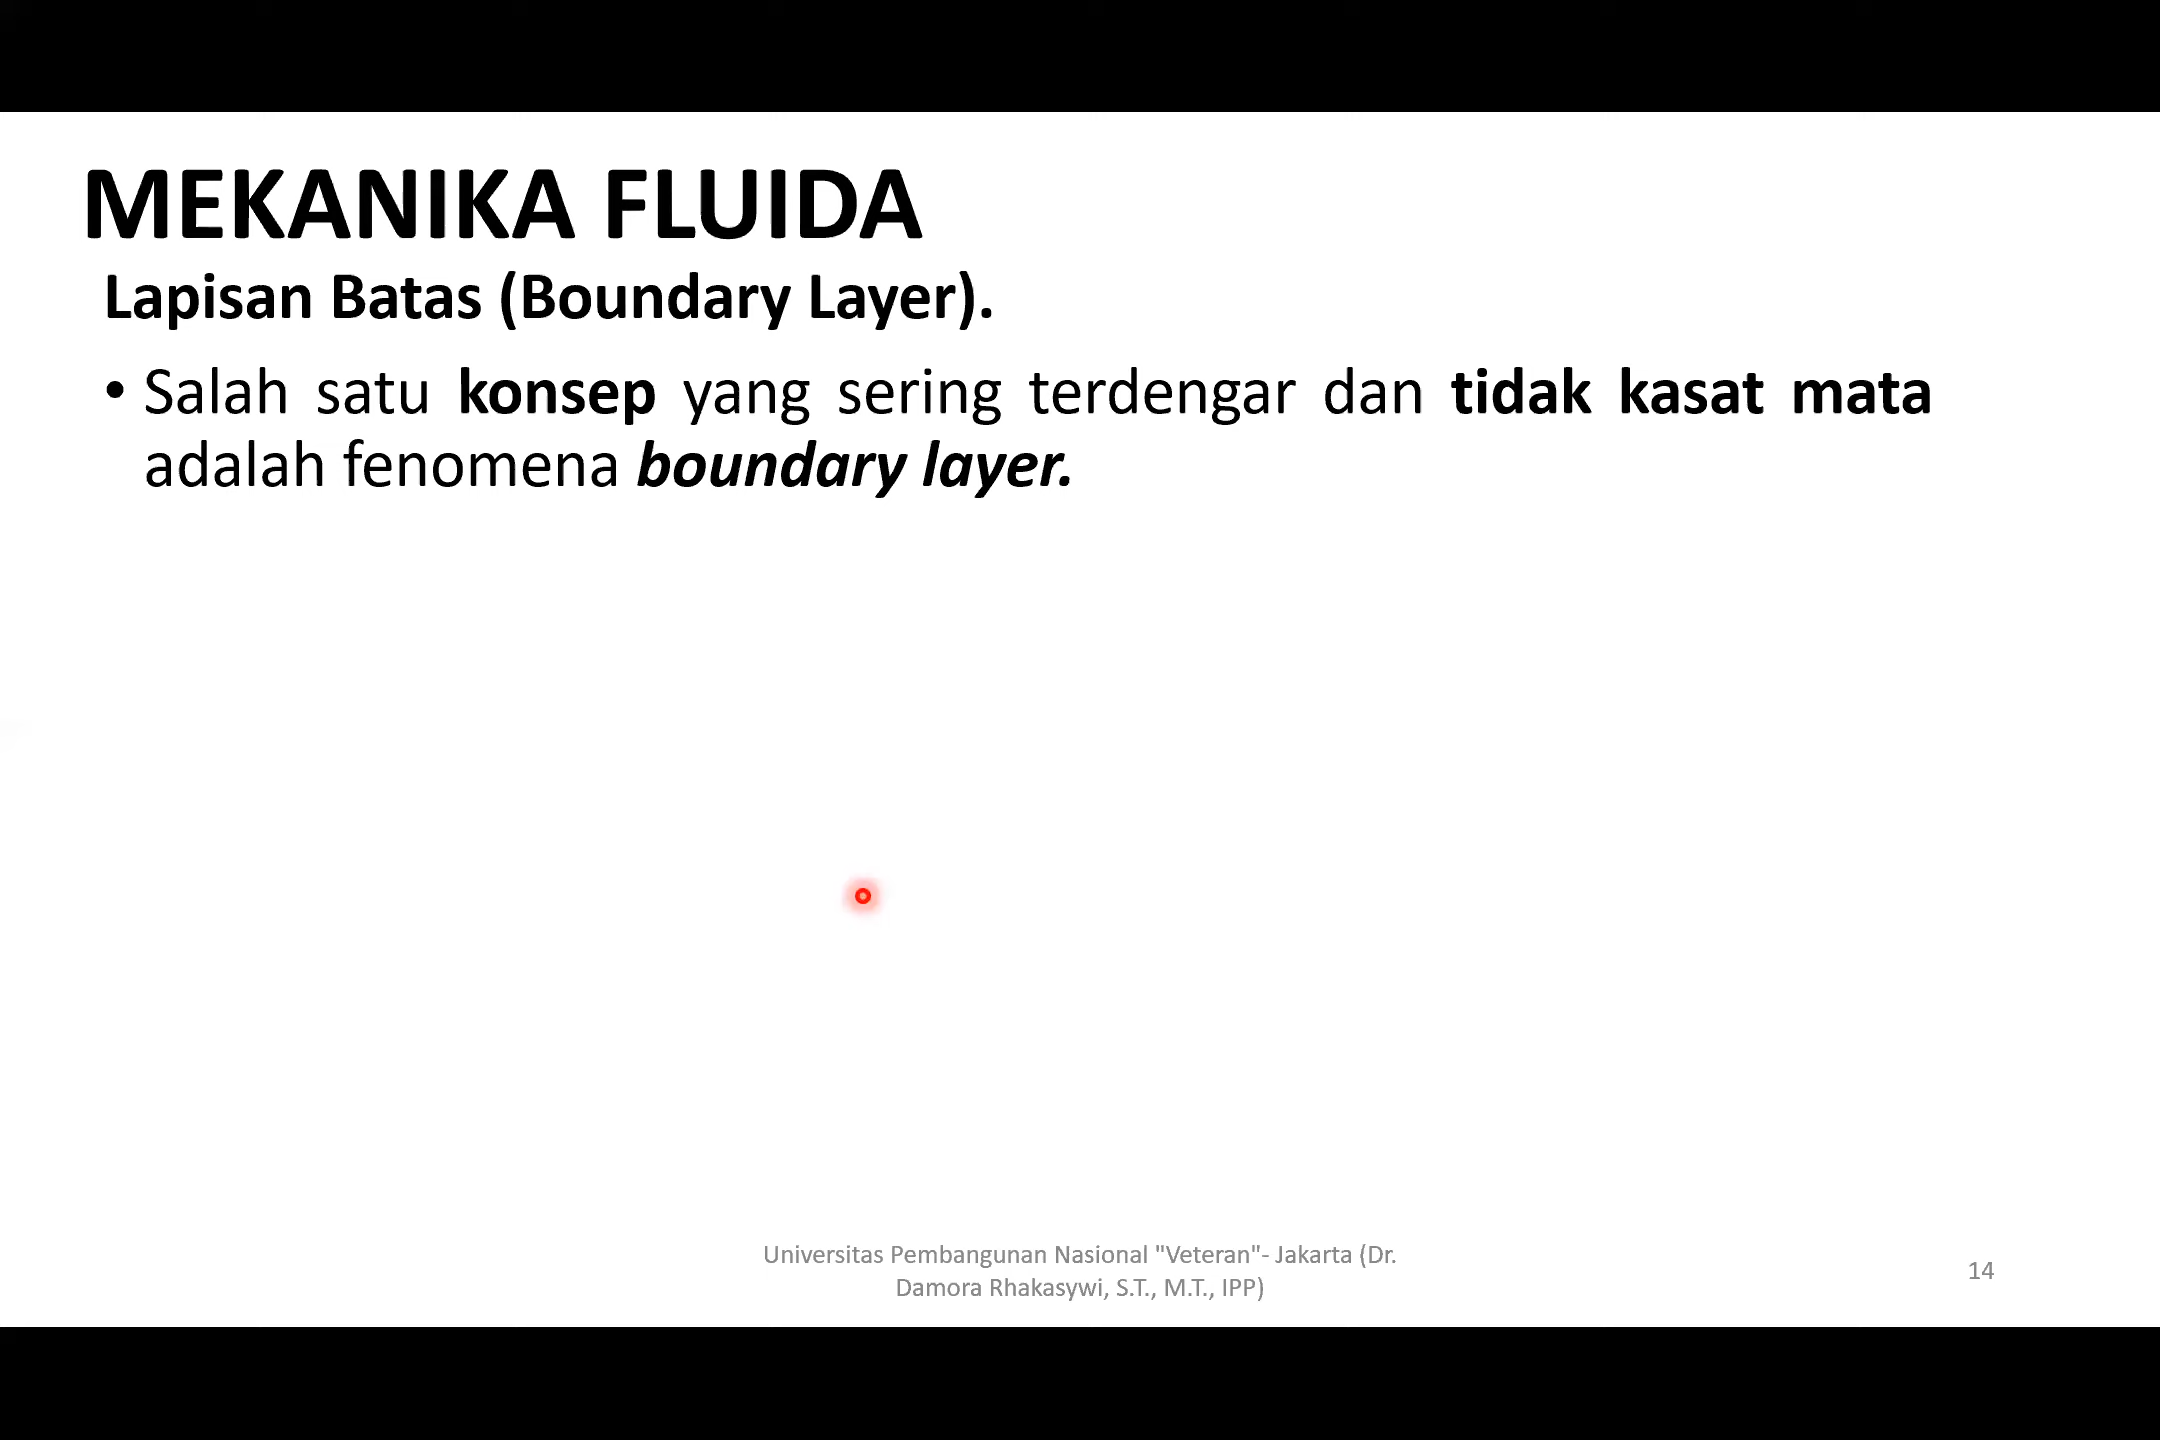 MEKANIKA FLUIDA
Lapisan Batas (Boundary Layer).
• Salah satu konsep yang sering terdengar dan tidak kasat mata
adalah fenomena boundary layer.
Universitas Pembangunan Nasional "Veteran"- Jakarta (Dr.
Damora Rhakasywi, S.T., M.T., IPP)
14